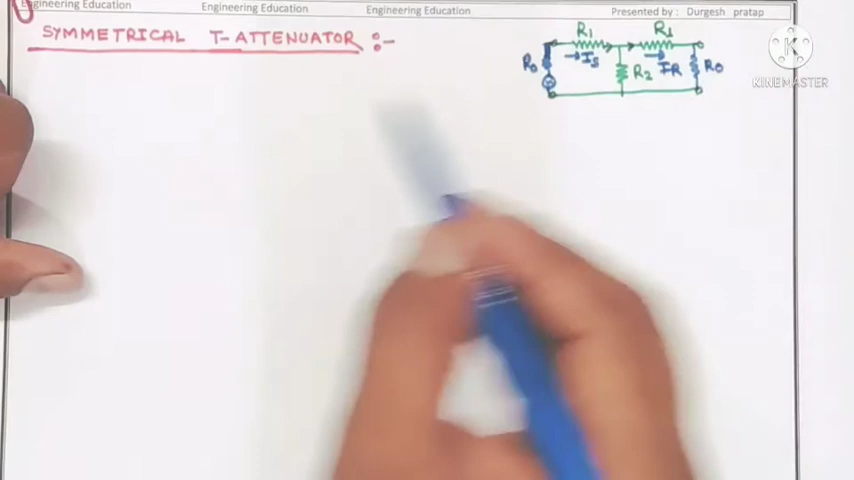 Engineering Education Engineering Education Engineering Education Presented by : Durgesh pratap
SYMMETRICAL T-ATTENUATOR :-
R1 R1
R0 IS R2 IR R0
K
KINEMASTER